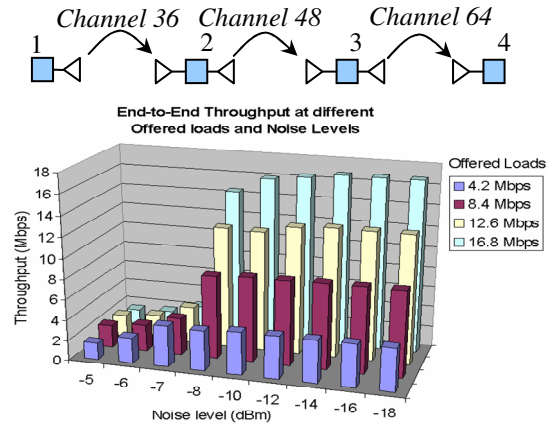 Channel 36 Channel 48 Channel 64
1 2 3 4
End-to-End Throughput at different
Offered loads and Noise Levels
Offered Loads
4.2 Mbps
8.4 Mbps
12.6 Mbps
16.8 Mbps
Throughput (Mbps)
18
16
14
12
10
8
6
4
2
0
-5 -6 -7 -8 -10 -12 -14 -16 -18
Noise level (dBm)